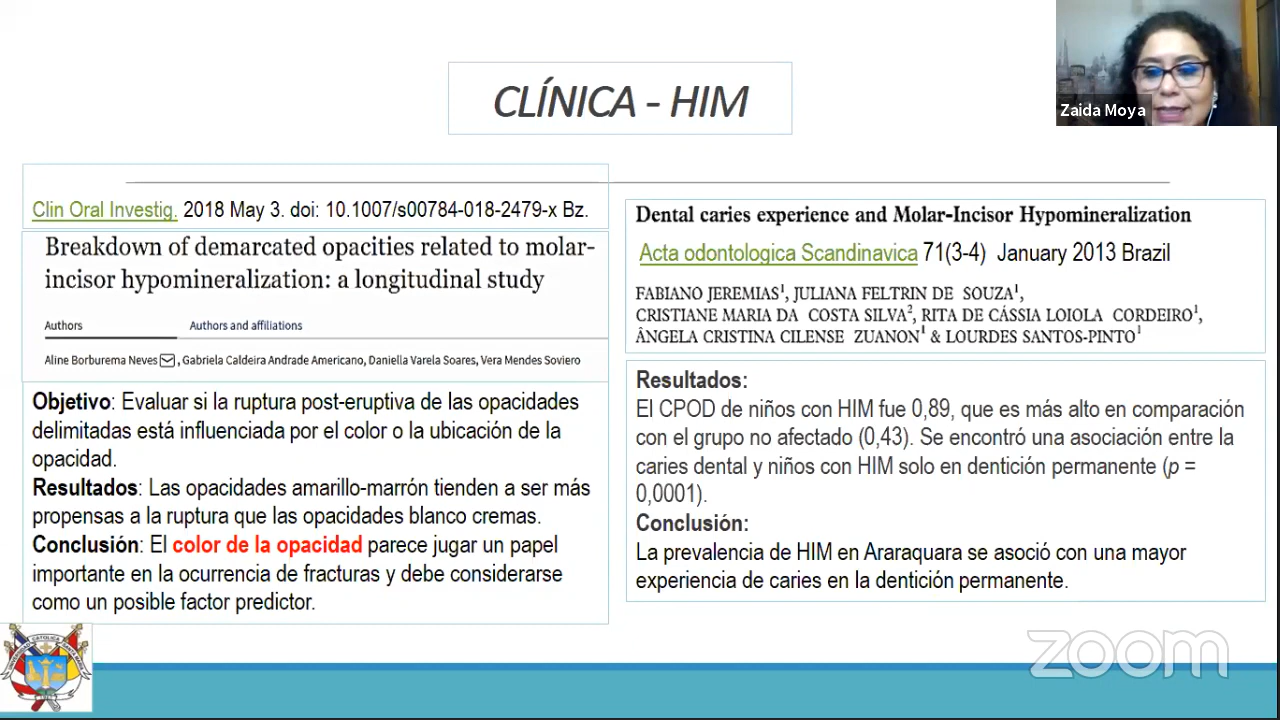 CLÍNICA - HIM
Zaida Moya
Clin Oral Investig. 2018 May 3. doi: 10.1007/s00784-018-2479-x Bz.
Breakdown of demarcated opacities related to molar-
incisor hypomineralization: a longitudinal study
Authors Authors and affiliations
Aline Borburema Neves, Gabriela Caldeira Andrade Americano, Daniella Varela Soares, Vera Mendes Soviero
Objetivo: Evaluar si la ruptura post-eruptiva de las opacidades
delimitadas está influenciada por el color o la ubicación de la
opacidad.
Resultados: Las opacidades amarillo-marrón tienden a ser más
propensas a la ruptura que las opacidades blanco cremas.
Conclusión: El color de la opacidad parece jugar un papel
importante en la ocurrencia de fracturas y debe considerarse
como un posible factor predictor.
Dental caries experience and Molar-Incisor Hypomineralization
Acta odontologica Scandinavica 71(3-4) January 2013 Brazil
FABIANO JEREMIAS¹, JULIANA FELTRIN DE SOUZA¹,
CRISTIANE MARIA DA COSTA SILVA², RITA DE CÁSSIA LOIOLA CORDEIRO¹,
ÂNGELA CRISTINA CILENSE ZUANON¹ & LOURDES SANTOS-PINTO¹
Resultados:
El CPOD de niños con HIM fue 0,89, que es más alto en comparación
con el grupo no afectado (0,43). Se encontró una asociación entre la
caries dental y niños con HIM solo en dentición permanente (p =
0,0001).
Conclusión:
La prevalencia de HIM en Araraquara se asoció con una mayor
experiencia de caries en la dentición permanente.
zoom